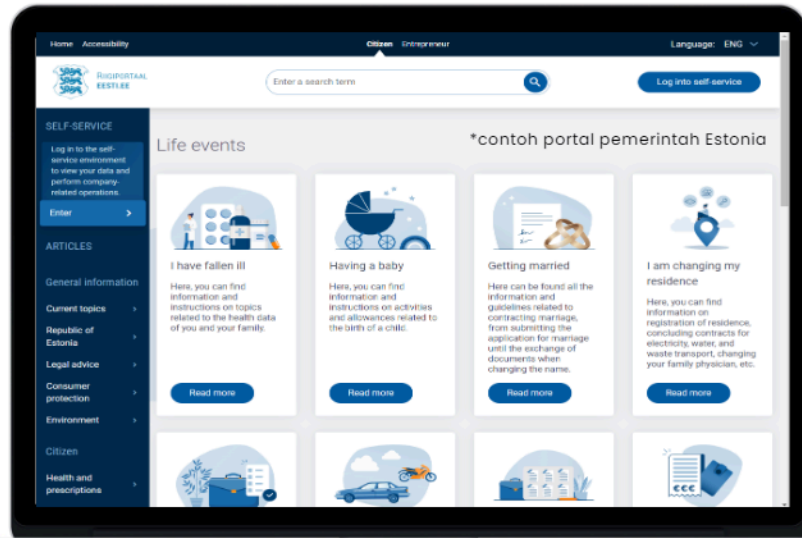 Home Accessibility
Citizen Entrepreneur
Language: ENG
RIIGIPORTAAL
EESTI.EE
Enter a search term
Log into self-service
SELF-SERVICE
Log in to the self-
service environment
to view your data and
perform company-
related operations.
Enter
ARTICLES
General information
Current topics
Republic of
Estonia
Legal advice
Consumer
protection
Environment
Citizen
Health and
prescriptions
Life events
*contoh portal pemerintah Estonia
I have fallen ill
Here, you can find
information and
instructions on topics
related to the health data
of you and your family.
Read more
Having a baby
Here, you can find
information and
instructions on activities
and allowances related to
the birth of a child.
Read more
Getting married
Here can be found all the
information and
guidelines related to
contracting marriage,
from submitting the
application for marriage
until the exchange of
documents when
changing the name.
Read more
I am changing my
residence
Here, you can find
information on
registration of residence,
concluding contracts for
electricity, water, and
waste transport, changing
your family physician, etc.
Read more